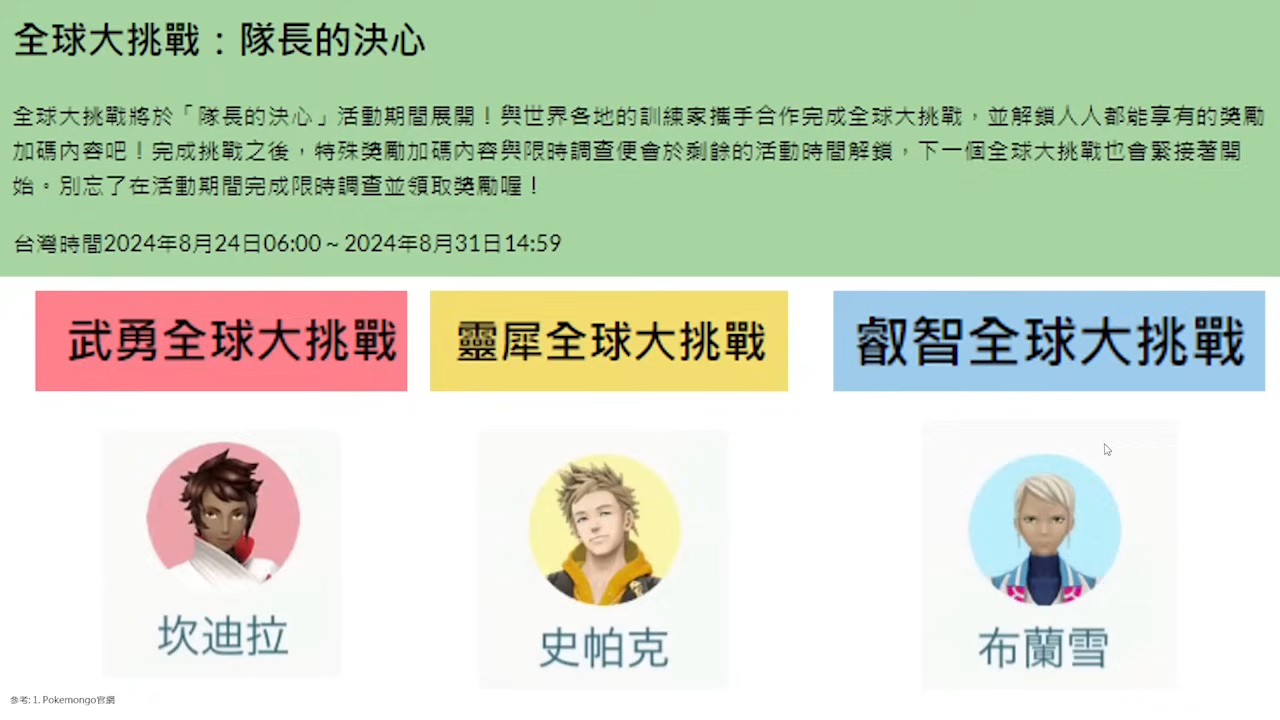 全球大挑戰：隊長的決心
全球大挑戰將於「隊長的決心」活動期間展開！與世界各地的訓練家攜手合作完成全球大挑戰，並解鎖人人都能享有的獎勵
加碼內容吧！完成挑戰之後，特殊獎勵加碼內容與限時調查便會於剩餘的活動時間解鎖，下一個全球大挑戰也會緊接著開
始。別忘了在活動期間完成限時調查並領取獎勵喔！
台灣時間2024年8月24日06:00 ~ 2024年8月31日14:59
武勇全球大挑戰
靈犀全球大挑戰
叡智全球大挑戰
坎迪拉
史帕克
布蘭雪
參考: 1. Pokemongo官網